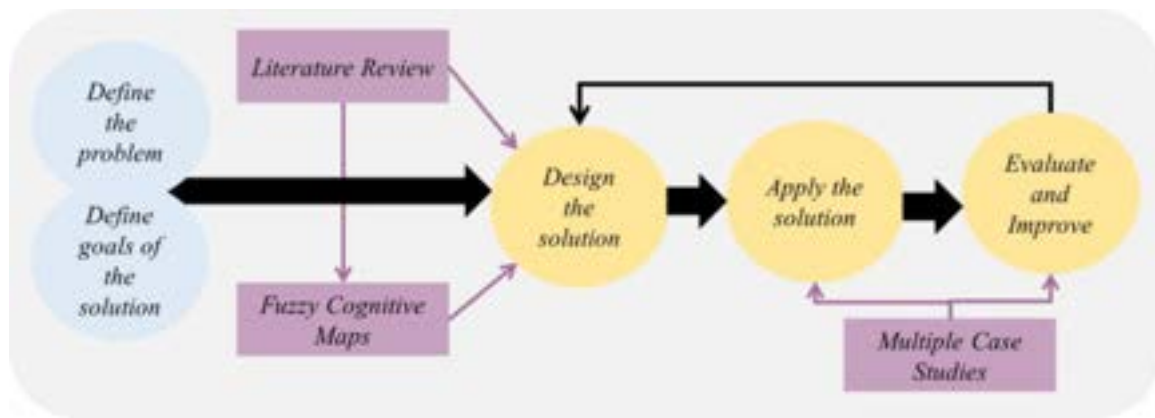 Define
the
problem
Define
goals of
the
solution
Literature Review
Fuzzy Cognitive
Maps
Design
the
solution
Apply the
solution
Evaluate
and
Improve
Multiple Case
Studies